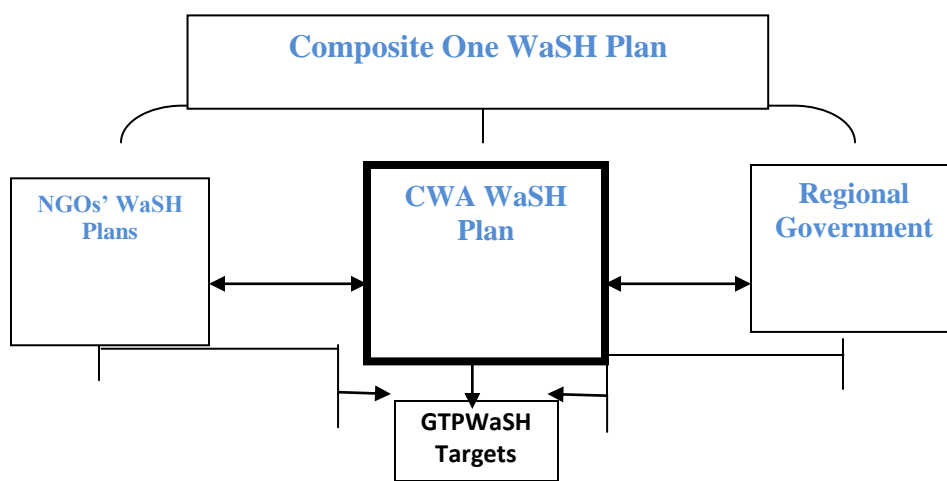 Composite One WaSH Plan
NGOs’ WaSH
Plans
CWA WaSH
Plan
Regional
Government
GTPWaSH
Targets